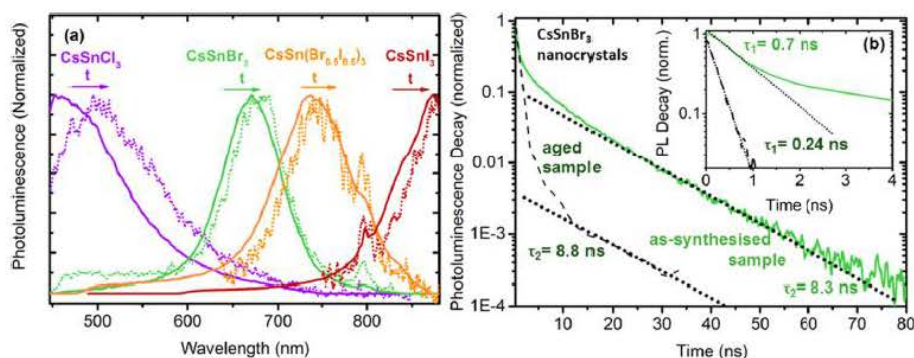 (a)
CsSnCl₃
t
CsSnBr₃
t
CsSn(Br₀.₅I₀.₅)₃
t
CsSnI₃
t
Photoluminescence (Normalized)
500 600 700 800
Wavelength (nm)
Photoluminescence Decay (normalized)
1
0.1
0.01
1E-3
1E-4
CsSnBr₃
nanocrystals
aged
sample
τ₂= 8.8 ns
as-synthesised
sample
τ₂= 8.3 ns
10 20 30 40 50 60 70 80
Time (ns)
(b)
PL Decay (norm.)
1
0.1
τ₁= 0.7 ns
τ₁= 0.24 ns
0 1 2 3 4
Time (ns)